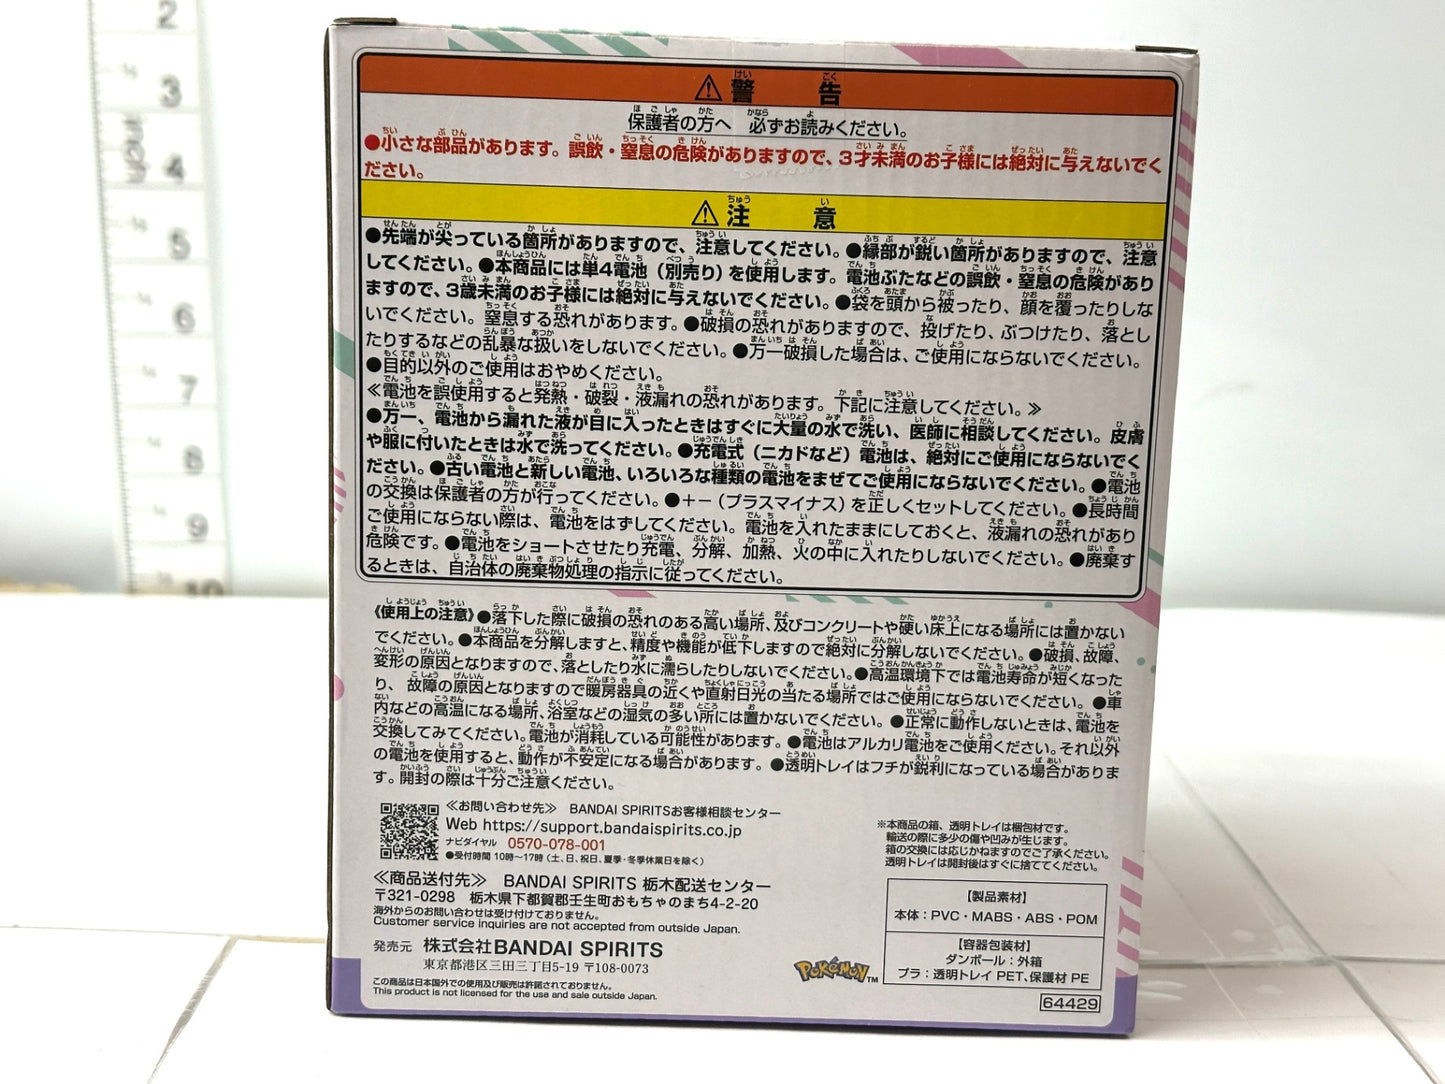 2
3
inch
4
5
6
7
8
9
10
⚠警告
保護者の方へ 必ずお読みください。
●小さな部品があります。誤飲・窒息の危険がありますので、3才未満のお子様には絶対に与えないでく
ださい。
⚠注意
●先端が尖っている箇所がありますので、注意してください。●縁部が鋭い箇所がありますので、注意
してください。●本商品には単4電池(別売り)を使用します。電池ぶたなどの誤飲・窒息の危険があり
ますので、3歳未満のお子様には絶対に与えないでください。●袋を頭から被ったり、顔を覆ったりしな
いでください。窒息する恐れがあります。●破損の恐れがありますので、投げたり、ぶつけたり、落とし
たりするなどの乱暴な扱いをしないでください。●万一破損した場合は、ご使用にならないでください。
●目的以外のご使用はおやめください。
≪電池を誤使用すると発熱・破裂・液漏れの恐れがあります。下記に注意してください。≫
●万一、電池から漏れた液が目に入ったときはすぐに大量の水で洗い、医師に相談してください。皮膚
や服に付いたときは水で洗ってください。●充電式(ニカドなど)電池は、絶対にご使用にならないでく
ださい。●古い電池と新しい電池、いろいろな種類の電池をまぜてご使用にならないでください。●電池
の交換は保護者の方が行ってください。●+-(プラスマイナス)を正しくセットしてください。●長時間
ご使用にならない際は、電池をはずしてください。電池を入れたままにしておくと、液漏れの恐れがあり
危険です。●電池をショートさせたり充電、分解、加熱、火の中に入れたりしないでください。●廃棄す
るときは、自治体の廃棄物処理の指示に従ってください。
《使用上の注意》●落下した際に破損の恐れのある高い場所、及びコンクリートや硬い床上になる場所には置かない
でください。●本商品を分解しますと、精度や機能が低下しますので絶対に分解しないでください。●破損、故障、
変形の原因となりますので、落としたり水に濡らしたりしないでください。●高温環境下では電池寿命が短くなった
り、故障の原因となりますので暖房器具の近くや直射日光の当たる場所ではご使用にならないでください。●車
内などの高温になる場所、浴室などの湿気の多い所には置かないでください。●正常に動作しないときは、電池を
交換してみてください。電池が消耗している可能性があります。●電池はアルカリ電池をご使用ください。それ以外
の電池を使用すると、動作が不安定になる場合があります。●透明トレイはフチが鋭利になっている場合がありま
す。開封の際は十分ご注意ください。
≪お問い合わせ先≫ BANDAI SPIRITSお客様相談センター
Web https://support.bandaispirits.co.jp
ナビダイヤル 0570-078-001
●受付時間 10時〜17時(土、日、祝日、夏季・冬季休業日を除く)
※本商品の箱、透明トレイは梱包材です。
輸送の際に多少の傷や凹みが生じます。
箱の交換には応じかねますのでご了承ください。
透明トレイは開封後はすぐに捨ててください。
≪商品送付先≫ BANDAI SPIRITS 栃木配送センター
〒321-0298 栃木県下都賀郡壬生町おもちゃのまち4-2-20
海外からのお問い合わせは受け付けておりません。
Customer service inquiries are not accepted from outside Japan.
発売元 株式会社BANDAI SPIRITS
東京都港区三田三丁目5-19 〒108-0073
この商品は日本国外での使用及び販売は許諾されておりません。
This product is not licensed for the use and sale outside Japan.
【製品素材】
本体:PVC・MABS・ABS・POM
【容器包装材】
ダンボール:外箱
プラ:透明トレイ PET、保護材 PE
POKéMON™
64429